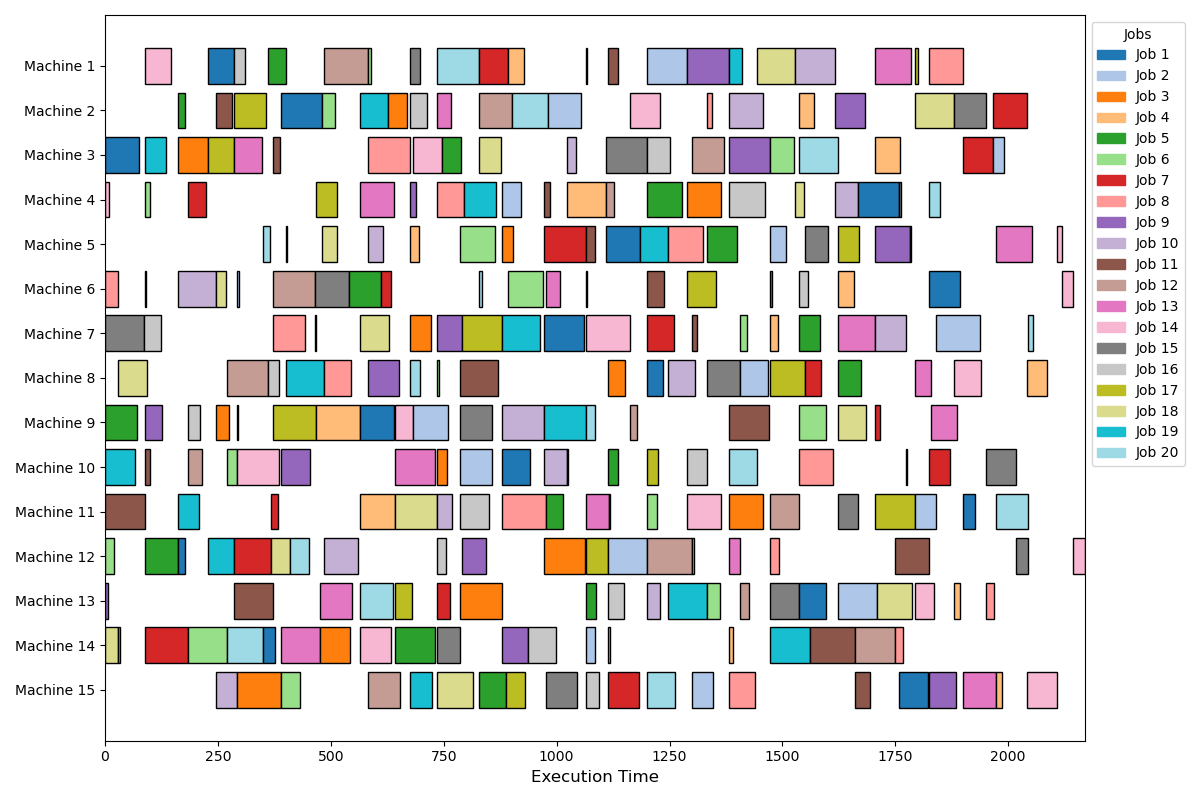 Machine 1
Machine 2
Machine 3
Machine 4
Machine 5
Machine 6
Machine 7
Machine 8
Machine 9
Machine 10
Machine 11
Machine 12
Machine 13
Machine 14
Machine 15
0 250 500 750 1000 1250 1500 1750 2000
Execution Time
Jobs
Job 1
Job 2
Job 3
Job 4
Job 5
Job 6
Job 7
Job 8
Job 9
Job 10
Job 11
Job 12
Job 13
Job 14
Job 15
Job 16
Job 17
Job 18
Job 19
Job 20